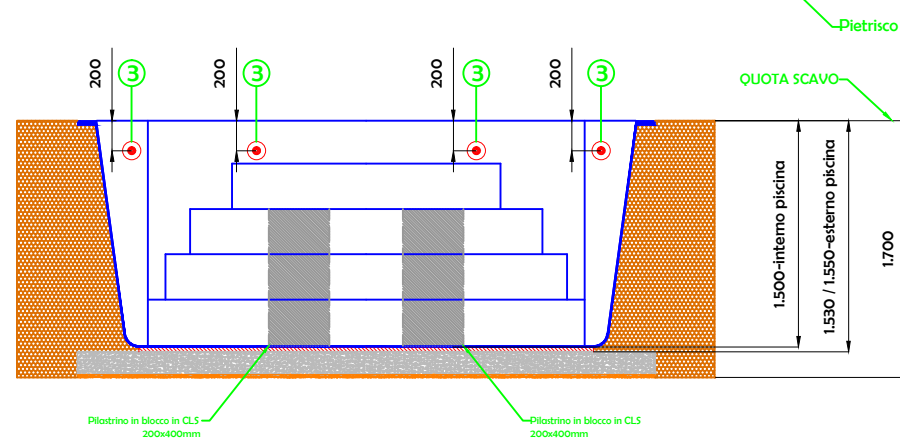 Pietrisco
200
3
200
3
200
3
200
3
QUOTA SCAVO
1.500-interno piscina
1.530 / 1.550-esterno piscina
1.700
Pilastrino in blocco in CLS
200x400mm
Pilastrino in blocco in CLS
200x400mm